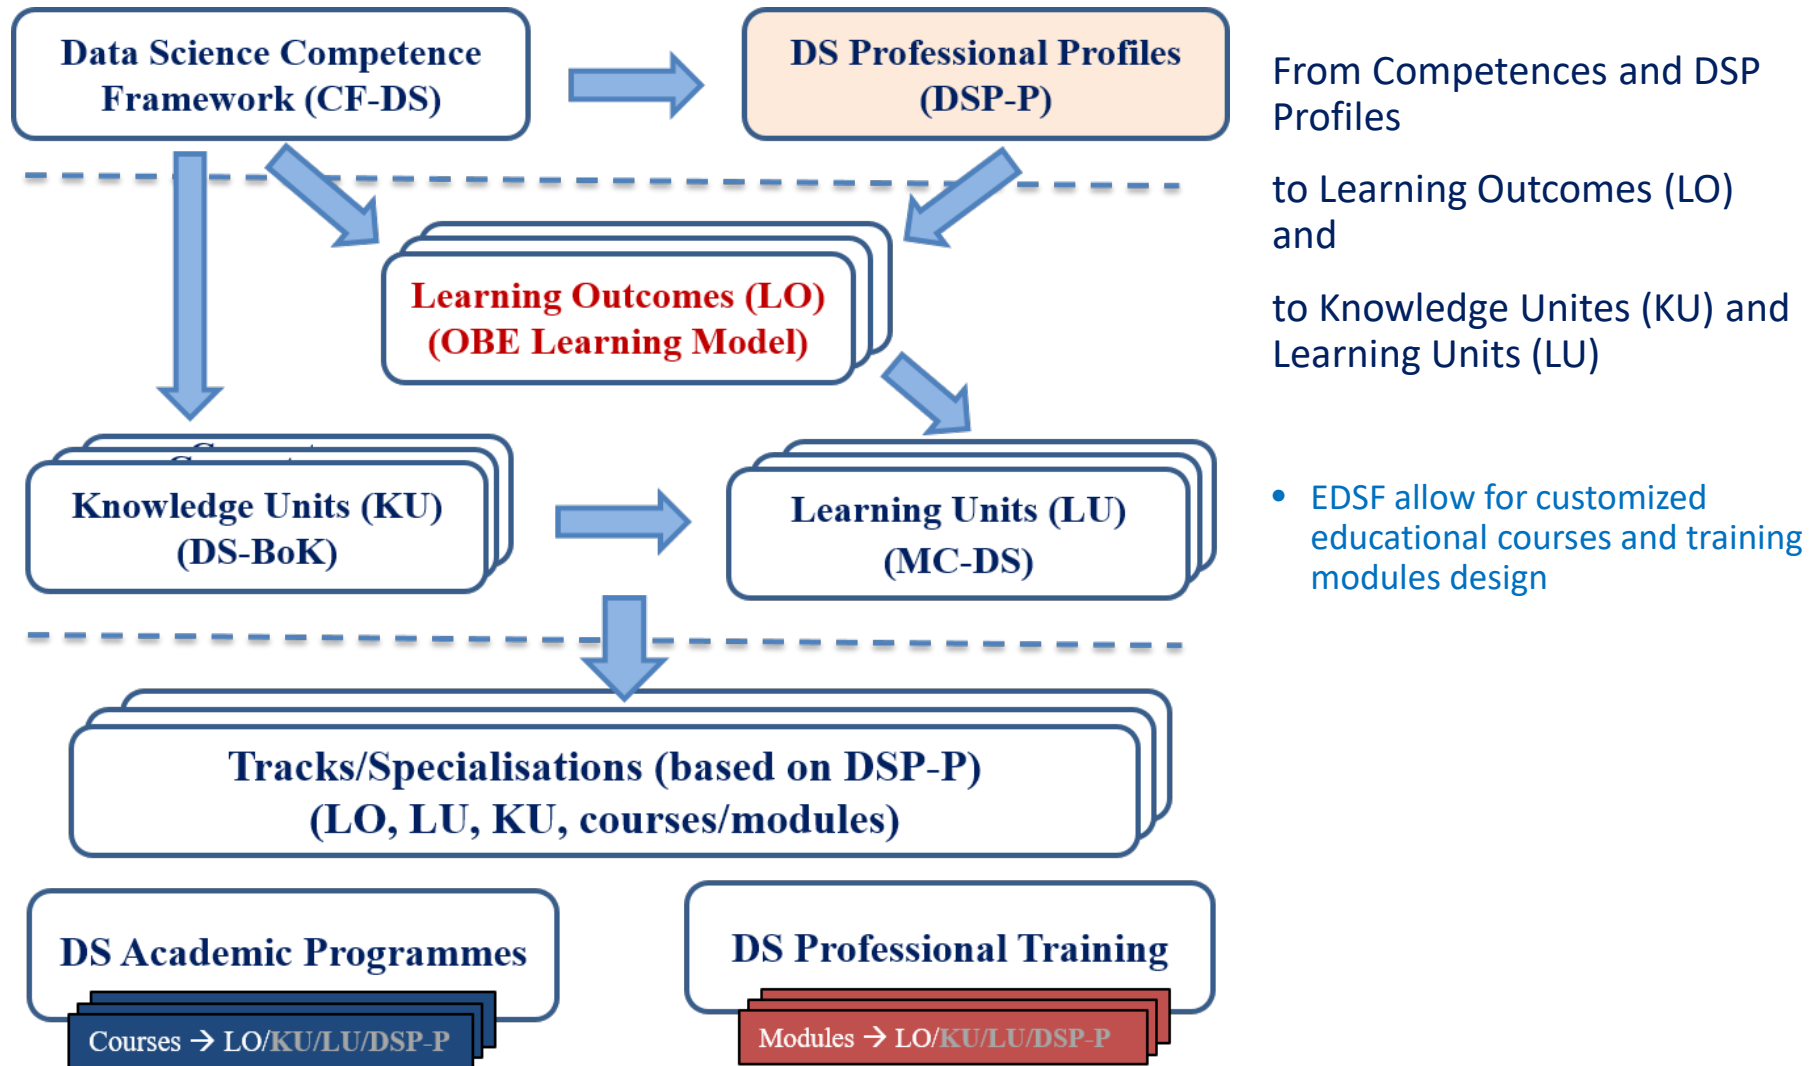 Data Science Competence
Framework (CF-DS)
DS Professional Profiles
(DSP-P)
Learning Outcomes (LO)
(OBE Learning Model)
Knowledge Units (KU)
(DS-BoK)
Learning Units (LU)
(MC-DS)
Tracks/Specialisations (based on DSP-P)
(LO, LU, KU, courses/modules)
DS Academic Programmes
Courses → LO/KU/LU/DSP-P
DS Professional Training
Modules → LO/KU/LU/DSP-P
From Competences and DSP
Profiles
to Learning Outcomes (LO)
and
to Knowledge Unites (KU) and
Learning Units (LU)
• EDSF allow for customized
educational courses and training
modules design